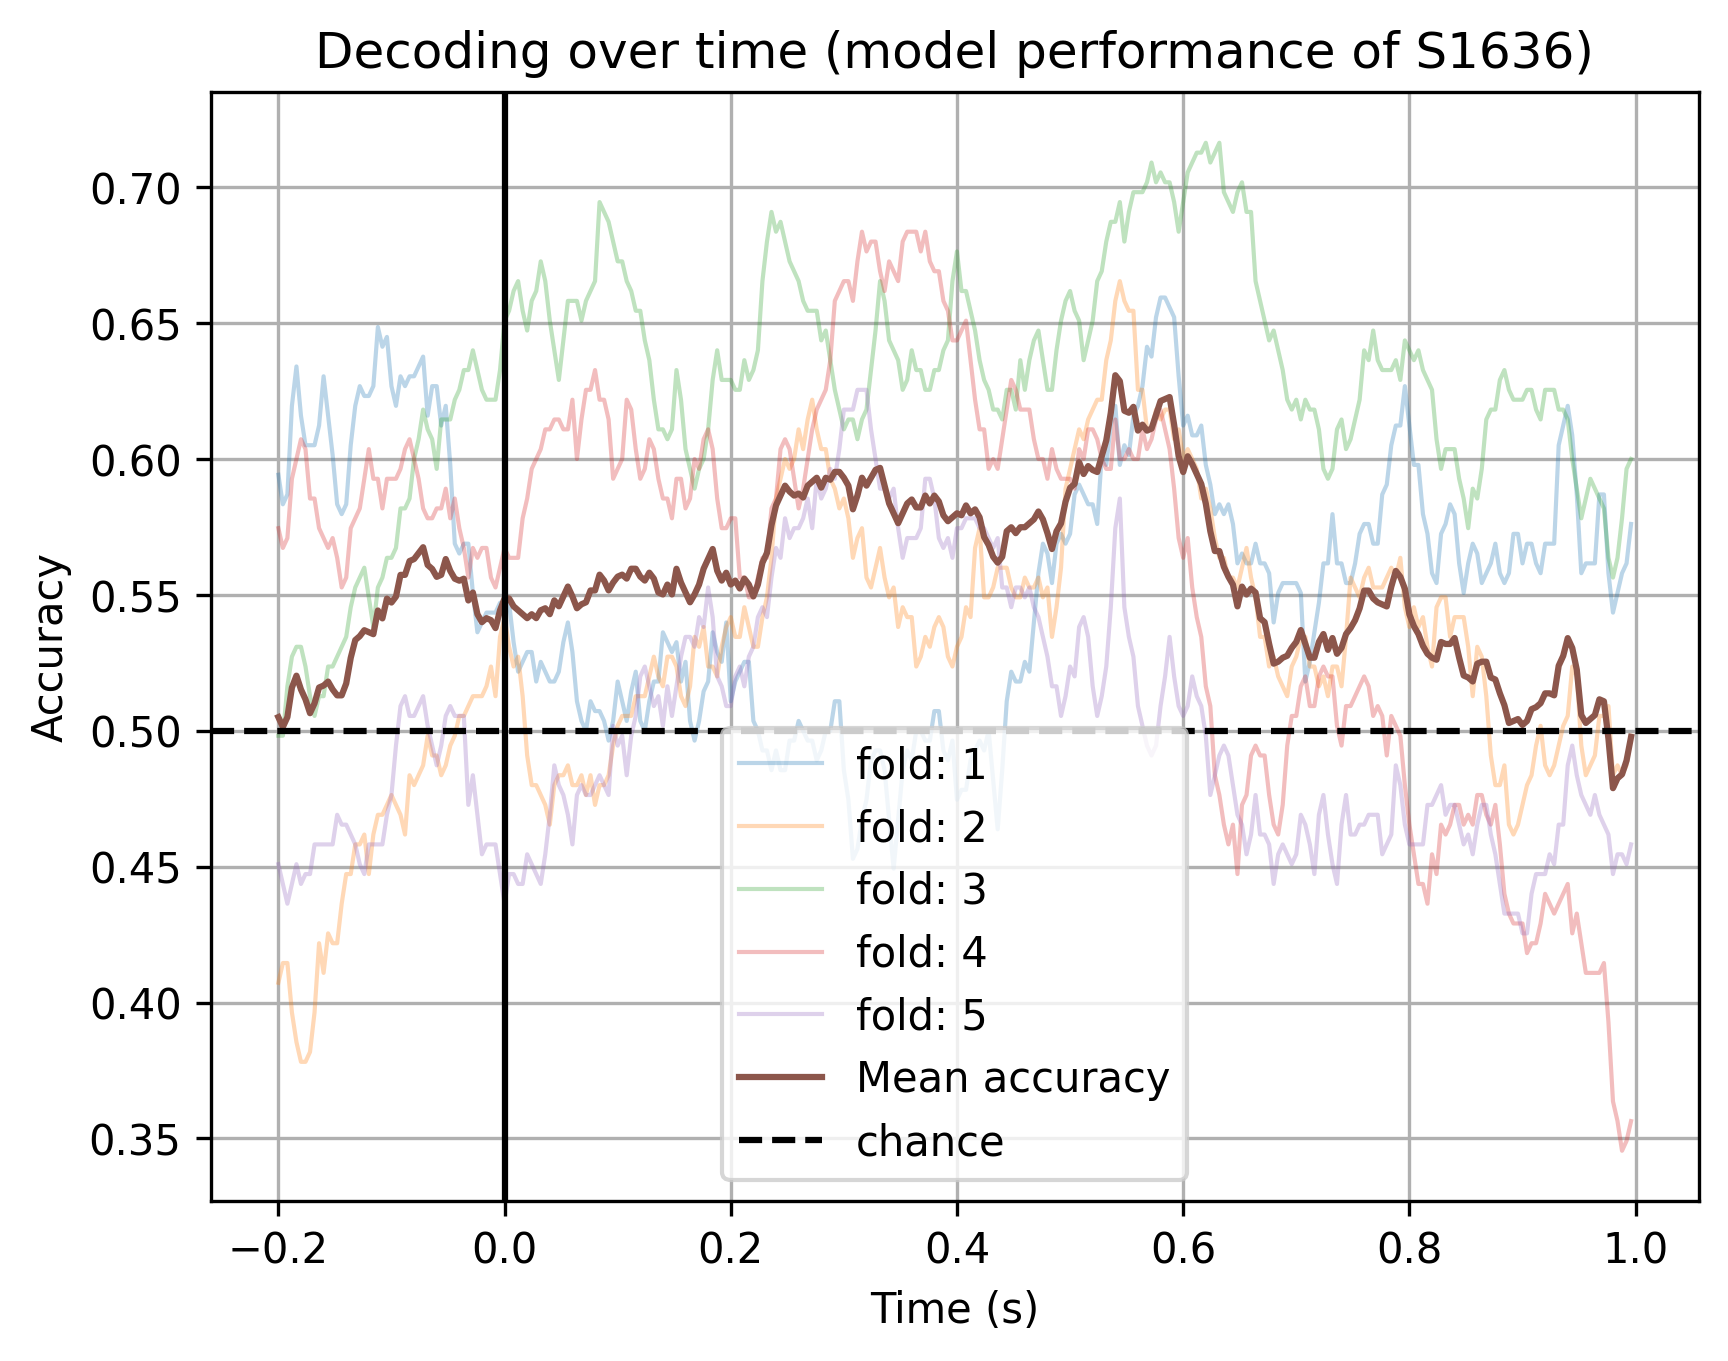 Decoding over time (model performance of S1636)
Accuracy
0.70
0.65
0.60
0.55
0.50
0.45
0.40
0.35
fold: 1
fold: 2
fold: 3
fold: 4
fold: 5
Mean accuracy
chance
−0.2 0.0 0.2 0.4 0.6 0.8 1.0
Time (s)